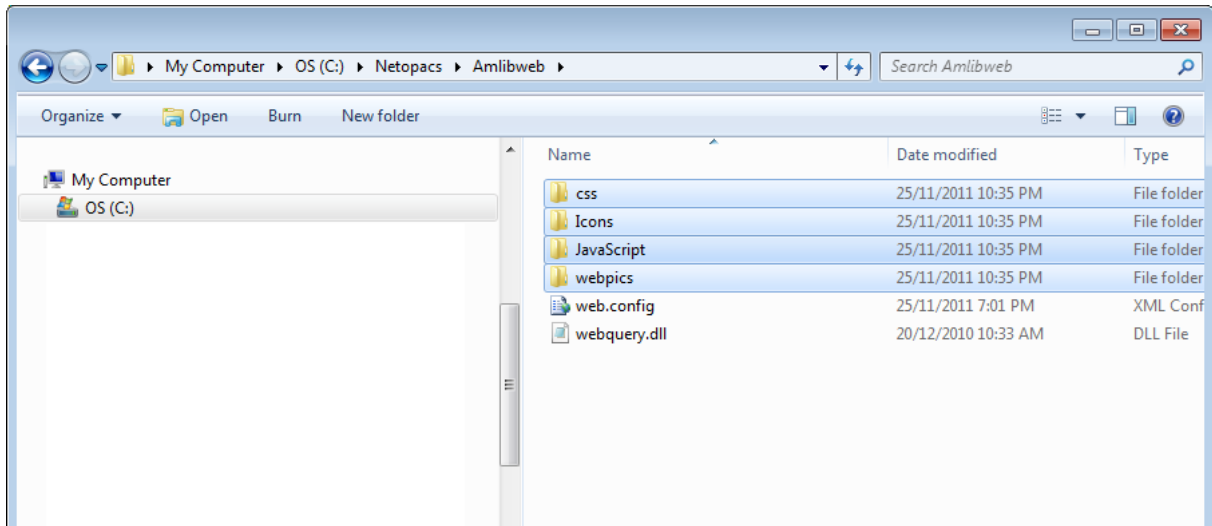 My Computer OS (C:) Netopacs Amlibweb Search Amlibweb
Organize Open Burn New folder
Name Date modified Type
My Computer
OS (C:)
css 25/11/2011 10:35 PM File folder
Icons 25/11/2011 10:35 PM File folder
JavaScript 25/11/2011 10:35 PM File folder
webpics 25/11/2011 10:35 PM File folder
web.config 25/11/2011 7:01 PM XML Conf
webquery.dll 20/12/2010 10:33 AM DLL File